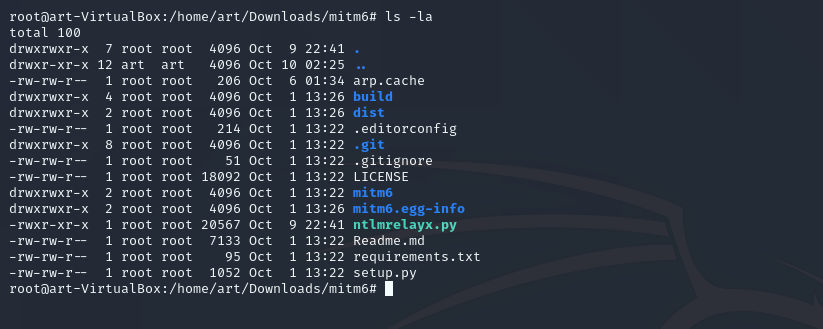 root@art-VirtualBox:/home/art/Downloads/mitm6# ls -la
total 100
drwxrwxr-x  7 root root  4096 Oct  9 22:41 .
drwxr-xr-x 12 art  art   4096 Oct 10 02:25 ..
-rw-rw-r--  1 root root   206 Oct  6 01:34 arp.cache
drwxrwxr-x  4 root root  4096 Oct  1 13:26 build
drwxrwxr-x  2 root root  4096 Oct  1 13:26 dist
-rw-rw-r--  1 root root   214 Oct  1 13:22 .editorconfig
drwxrwxr-x  8 root root  4096 Oct  1 13:22 .git
-rw-rw-r--  1 root root    51 Oct  1 13:22 .gitignore
-rw-rw-r--  1 root root 18092 Oct  1 13:22 LICENSE
drwxrwxr-x  2 root root  4096 Oct  1 13:22 mitm6
drwxrwxr-x  2 root root  4096 Oct  1 13:26 mitm6.egg-info
-rwxr-xr-x  1 root root 20567 Oct  9 22:41 ntlmrelayx.py
-rw-rw-r--  1 root root  7133 Oct  1 13:22 Readme.md
-rw-rw-r--  1 root root    95 Oct  1 13:22 requirements.txt
-rw-rw-r--  1 root root  1052 Oct  1 13:22 setup.py
root@art-VirtualBox:/home/art/Downloads/mitm6#